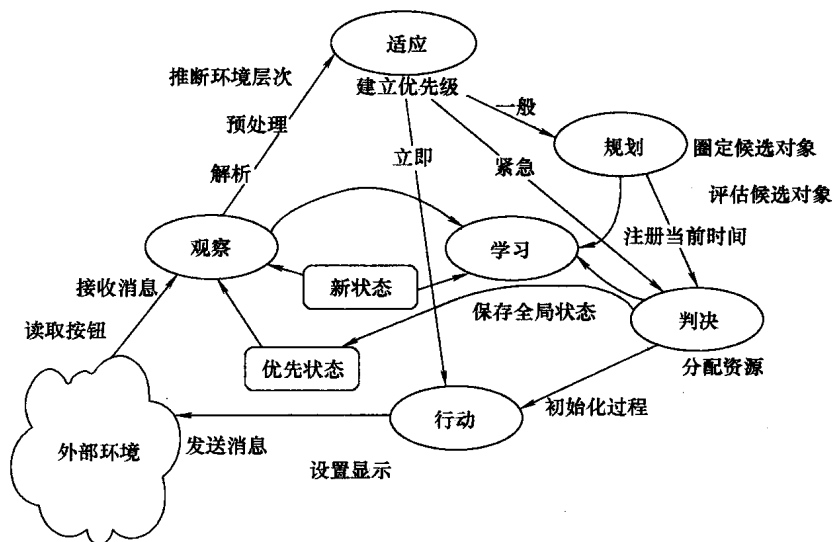 适应
推断环境层次
建立优先级
一般
预处理
立即
规划
圈定候选对象
紧急
解析
评估候选对象
观察
学习
注册当前时间
接收消息
新状态
保存全局状态
判决
读取按钮
优先状态
分配资源
行动
初始化过程
外部环境
发送消息
设置显示